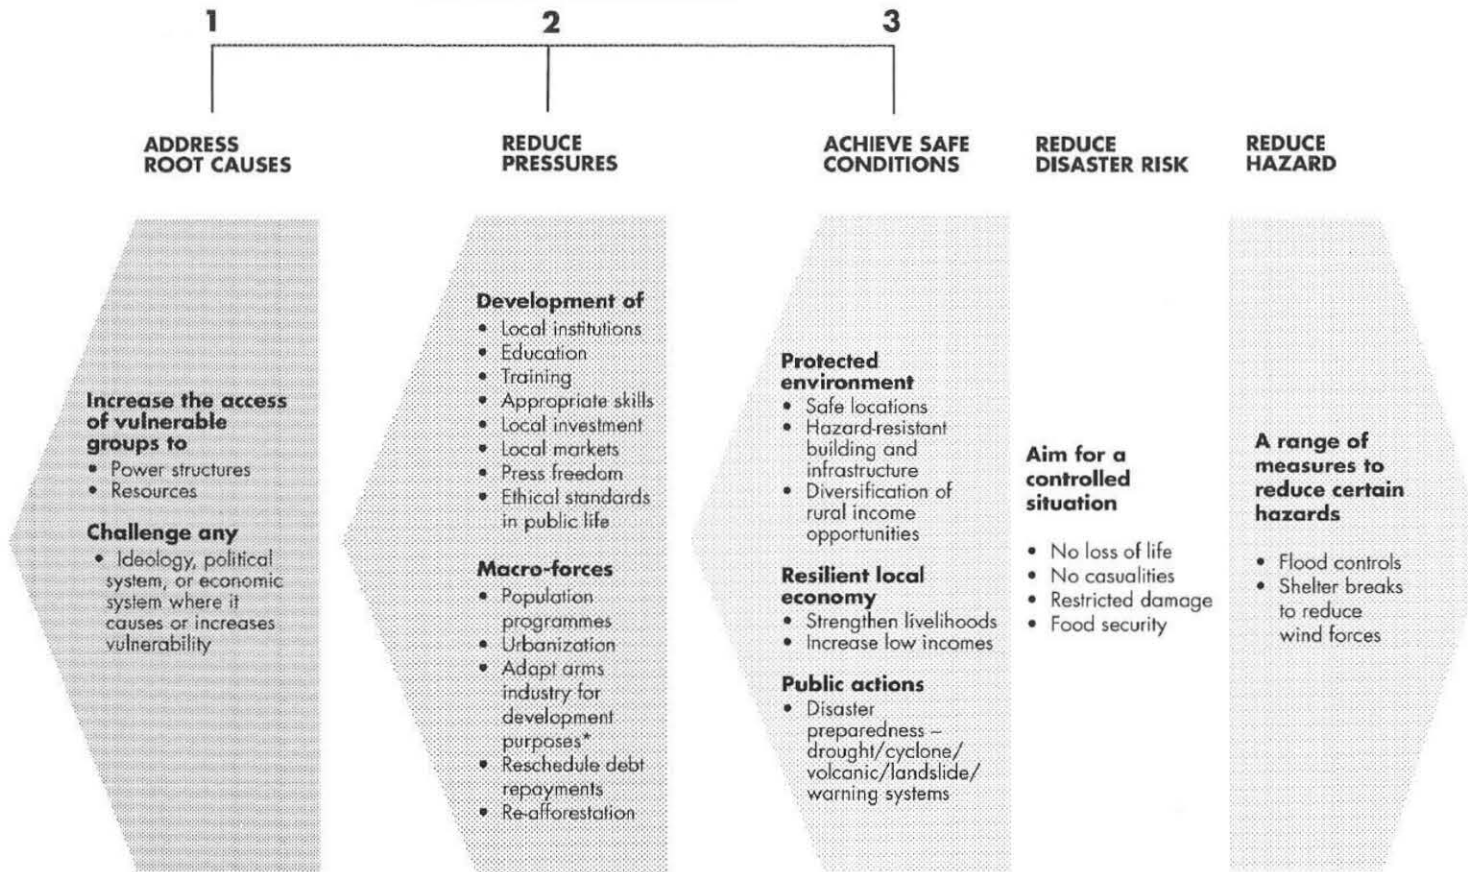 1
2
3
ADDRESS
ROOT CAUSES
REDUCE
PRESSURES
ACHIEVE SAFE
CONDITIONS
REDUCE
DISASTER RISK
REDUCE
HAZARD
Increase the access
of vulnerable
groups to
• Power structures
• Resources
Challenge any
• Ideology, political
system, or economic
system where it
causes or increases
vulnerability
Development of
• Local institutions
• Education
• Training
• Appropriate skills
• Local investment
• Local markets
• Press freedom
• Ethical standards
in public life
Macro-forces
• Population
programmes
• Urbanization
• Adapt arms
industry for
development
purposes*
• Reschedule debt
repayments
• Re-afforestation
Protected
environment
• Safe locations
• Hazard-resistant
building and
infrastructure
• Diversification of
rural income
opportunities
Resilient local
economy
• Strengthen livelihoods
• Increase low incomes
Public actions
• Disaster
preparedness –
drought/cyclone/
volcanic/landslide/
warning systems
Aim for a
controlled
situation
• No loss of life
• No casualities
• Restricted damage
• Food security
A range of
measures to
reduce certain
hazards
• Flood controls
• Shelter breaks
to reduce
wind forces